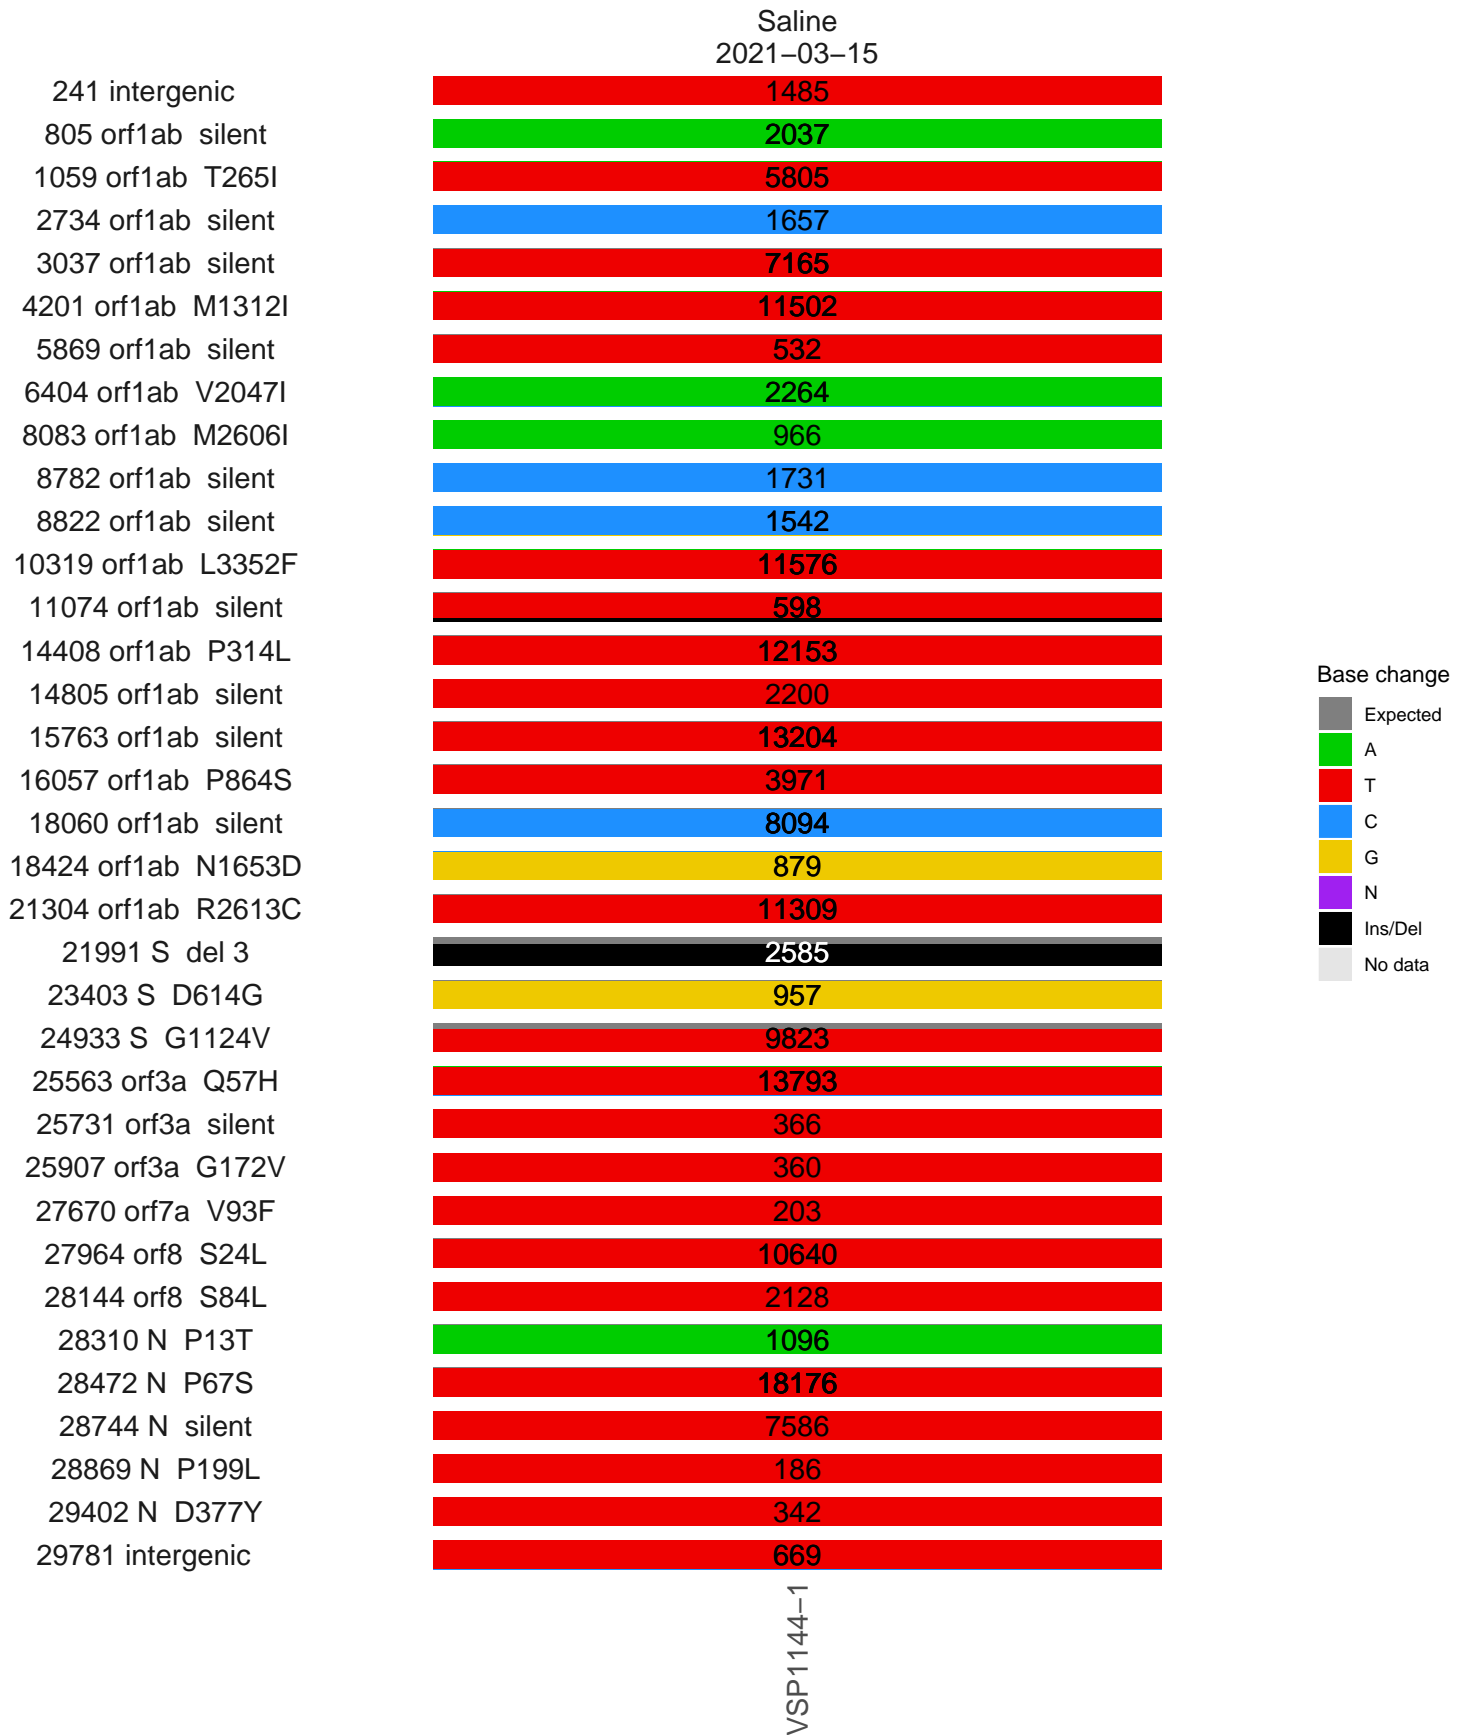 Saline
2021−03−15
241 intergenic 1485
805 orf1ab silent 2037
1059 orf1ab T265I 5805
2734 orf1ab silent 1657
3037 orf1ab silent 7165
4201 orf1ab M1312I 11502
5869 orf1ab silent 532
6404 orf1ab V2047I 2264
8083 orf1ab M2606I 966
8782 orf1ab silent 1731
8822 orf1ab silent 1542
10319 orf1ab L3352F 11576
11074 orf1ab silent 598
14408 orf1ab P314L 12153
14805 orf1ab silent 2200
15763 orf1ab silent 13204
16057 orf1ab P864S 3971
18060 orf1ab silent 8094
18424 orf1ab N1653D 879
21304 orf1ab R2613C 11309
21991 S del 3 2585
23403 S D614G 957
24933 S G1124V 9823
25563 orf3a Q57H 13793
25731 orf3a silent 366
25907 orf3a G172V 360
27670 orf7a V93F 203
27964 orf8 S24L 10640
28144 orf8 S84L 2128
28310 N P13T 1096
28472 N P67S 18176
28744 N silent 7586
28869 N P199L 186
29402 N D377Y 342
29781 intergenic 669
VSP1144−1
Base change
Expected
A
T
C
G
N
Ins/Del
No data